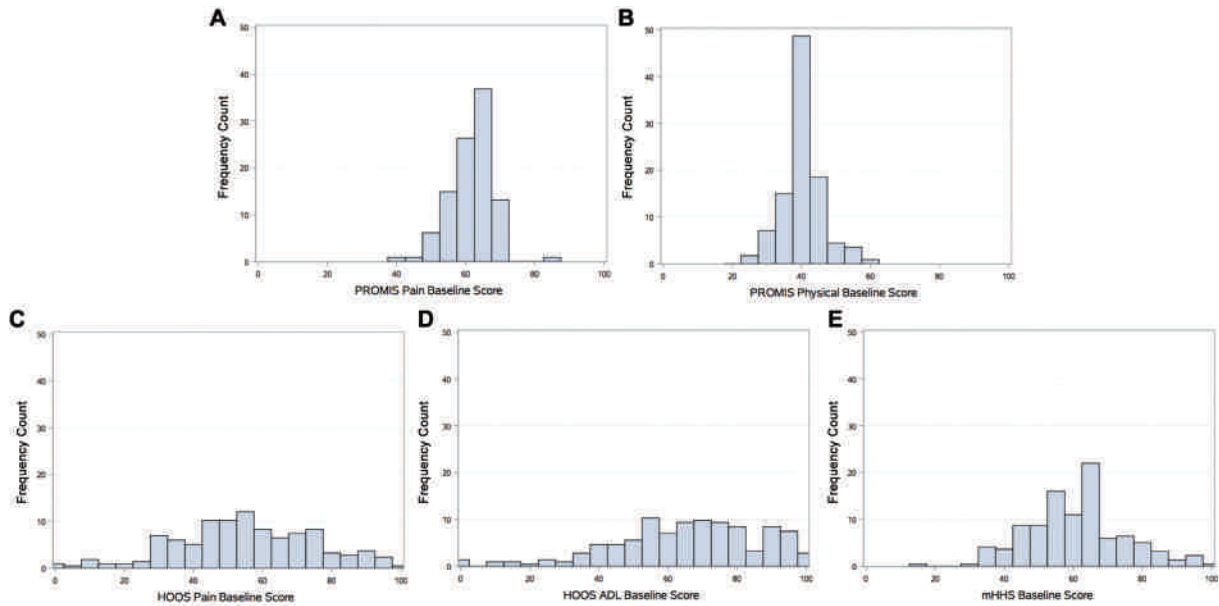 A
50
40
30
20
10
0
Frequency Count
0 20 40 60 80 100
PROMIS Pain Baseline Score
B
50
40
30
20
10
0
Frequency Count
0 20 40 60 80 100
PROMIS Physical Baseline Score
C
50
40
30
20
10
0
Frequency Count
0 20 40 60 80 100
HOOS Pain Baseline Score
D
50
40
30
20
10
0
Frequency Count
0 20 40 60 80 100
HOOS ADL Baseline Score
E
50
40
30
20
10
0
Frequency Count
0 20 40 60 80 100
mHHS Baseline Score